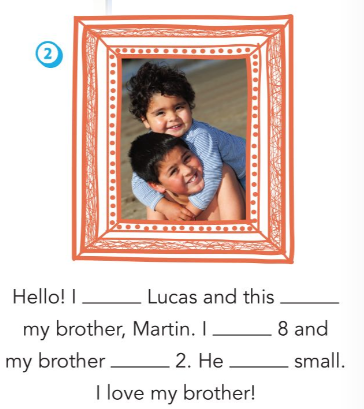 2
Hello! I ______ Lucas and this ______
my brother, Martin. I ______ 8 and
my brother ______ 2. He ______ small.
I love my brother!